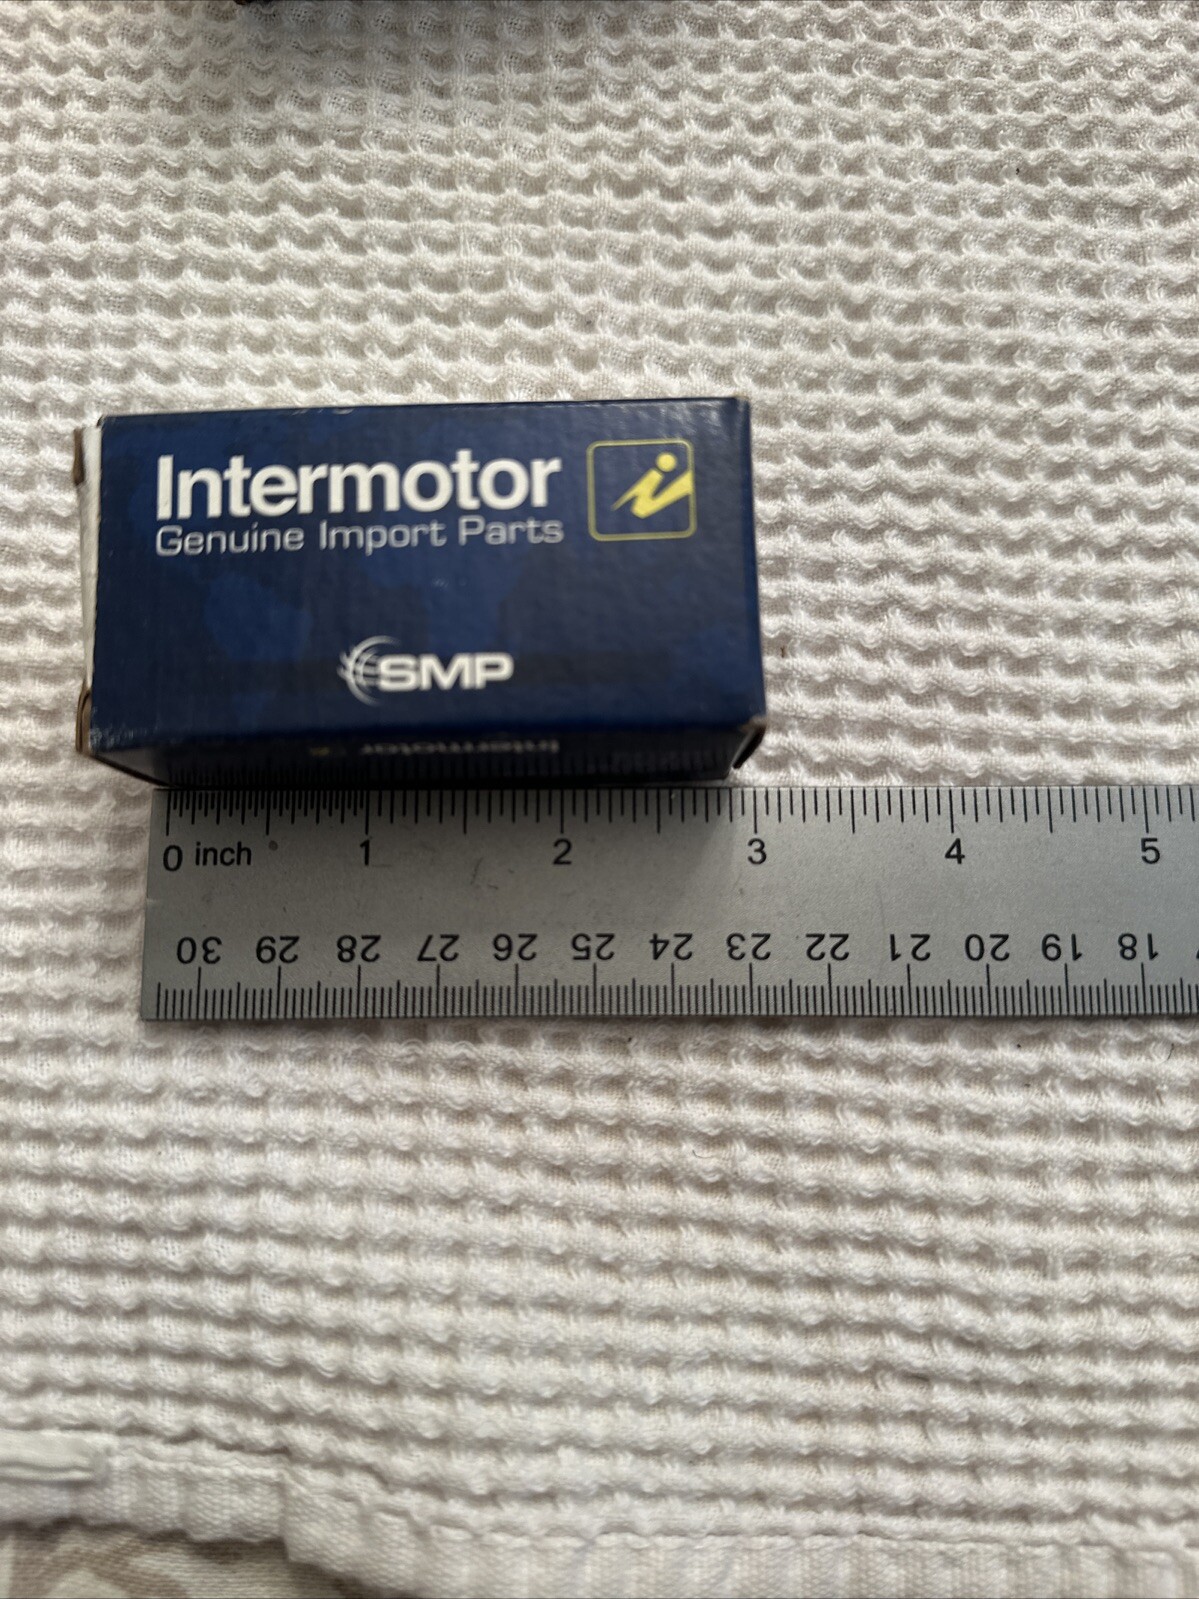 Intermotor
Genuine Import Parts
SMP
Intermotor
0 inch 1 2 3 4 5
30 29 28 27 26 25 24 23 22 21 20 19 18